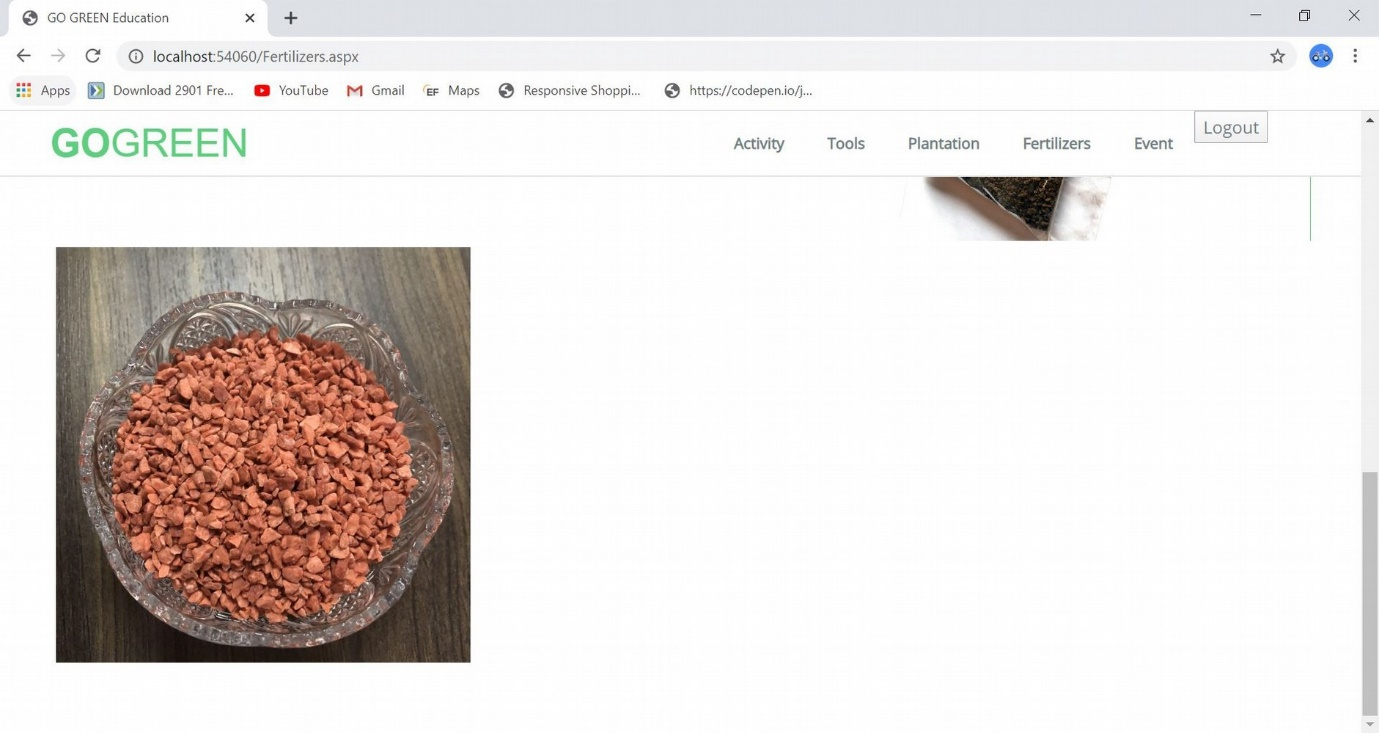 GO GREEN Education
localhost:54060/Fertilizers.aspx
Apps Download 2901 Fre... YouTube Gmail EF Maps Responsive Shoppi... https://codepen.io/j...
GOGREEN Activity Tools Plantation Fertilizers Event Logout